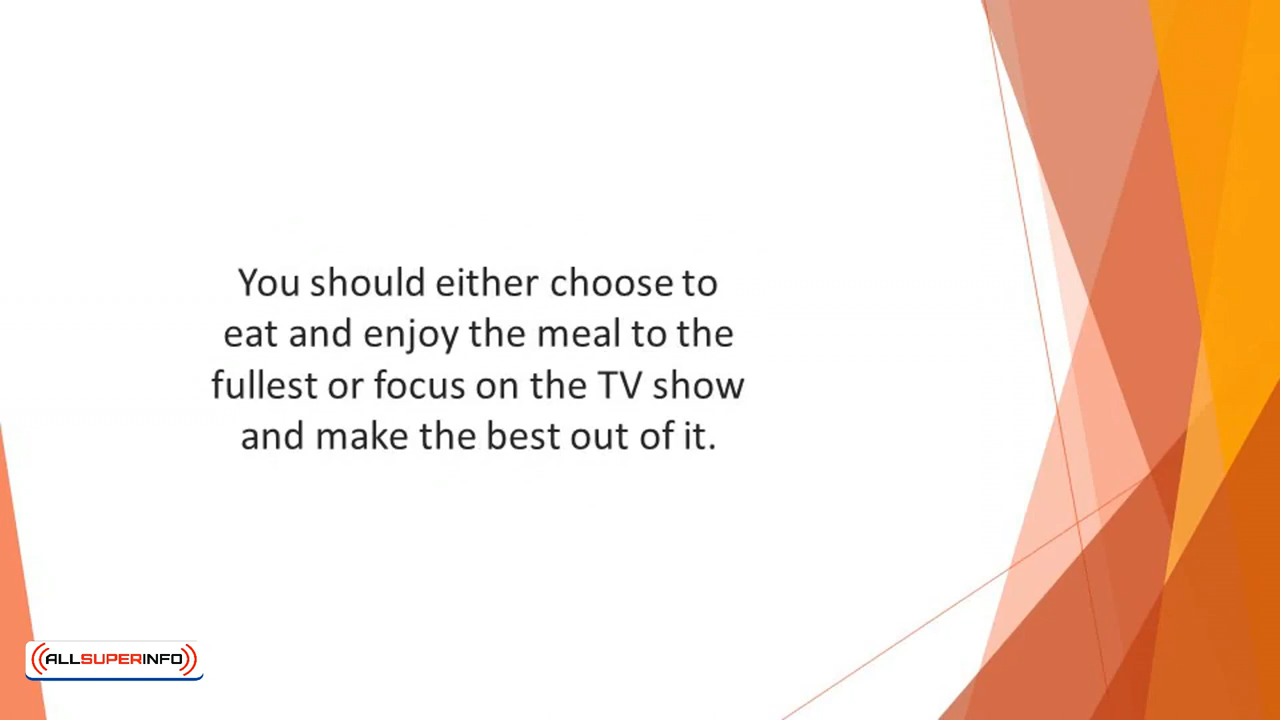 You should either choose to
eat and enjoy the meal to the
fullest or focus on the TV show
and make the best out of it.
ALLSUPERINFO